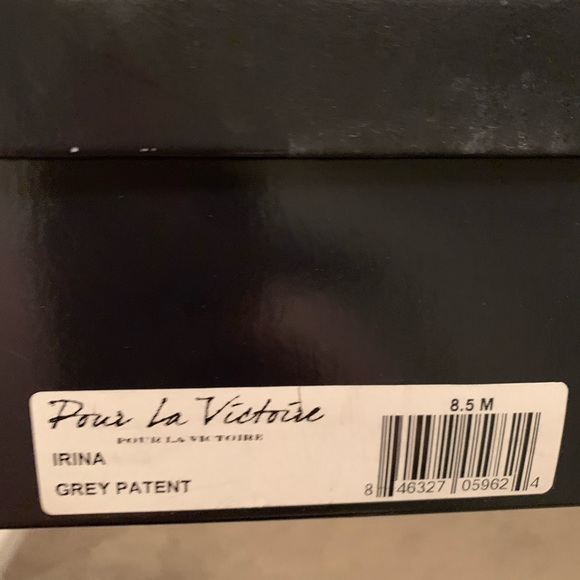 Pour La Victoire
POUR LA VICTOIRE
IRINA
GREY PATENT
8.5 M
8 46327 05962 4